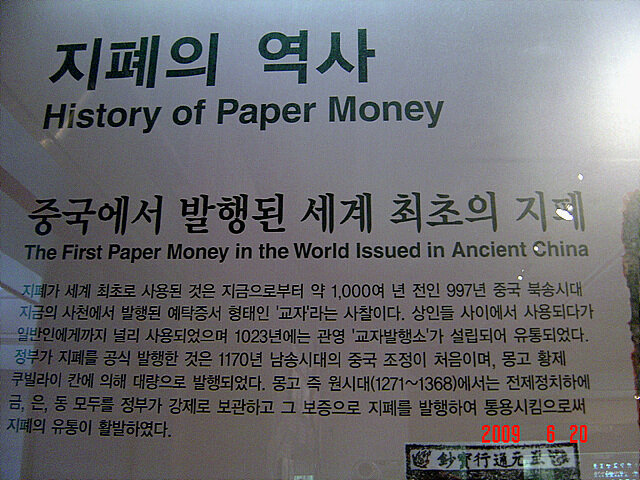 지폐의 역사
History of Paper Money
중국에서 발행된 세계 최초의 지폐
The First Paper Money in the World Issued in Ancient China
지폐가 세계 최초로 사용된 것은 지금으로부터 약 1,000여 년 전인 997년 중국 북송시대
지금의 사천에서 발행된 예탁증서 형태인 '교자'라는 사찰이다. 상인들 사이에서 사용되다가
일반인에게까지 널리 사용되었으며 1023년에는 관영 '교자발행소'가 설립되어 유통되었다.
정부가 지폐를 공식 발행한 것은 1170년 남송시대의 중국 조정이 처음이며, 몽고 황제
쿠빌라이 칸에 의해 대량으로 발행되었다. 몽고 즉 원시대(1271~1368)에서는 전제정치하에
금, 은, 동 모두를 정부가 강제로 보관하고 그 보증으로 지폐를 발행하여 통용시킴으로써
지폐의 유통이 활발하였다.
2009 6 20
鈔寳行通元至